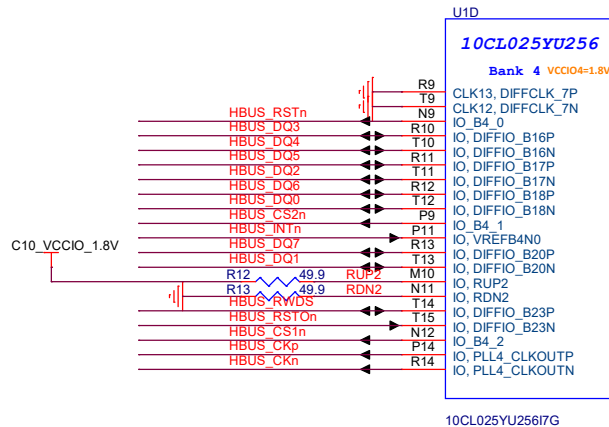 U1D
10CL025YU256
Bank 4 VCCIO4=1.8V
R9 CLK13, DIFFCLK_7P
T9 CLK12, DIFFCLK_7N
HBUS_RSTn N9 IO_B4_0
HBUS_DQ3 R10 IO, DIFFIO_B16P
HBUS_DQ4 T10 IO, DIFFIO_B16N
HBUS_DQ5 R11 IO, DIFFIO_B17P
HBUS_DQ2 T11 IO, DIFFIO_B17N
HBUS_DQ6 R12 IO, DIFFIO_B18P
HBUS_DQ0 T12 IO, DIFFIO_B18N
HBUS_CS2n P9 IO_B4_1
HBUS_INTn P11 IO, VREFB4N0
C10_VCCIO_1.8V HBUS_DQ7 R13 IO, DIFFIO_B20P
HBUS_DQ1 T13 IO, DIFFIO_B20N
R12 49.9 RUP2 M10 IO, RUP2
R13 49.9 RDN2 N11 IO, RDN2
HBUS_RWDS T14 IO, DIFFIO_B23P
HBUS_RSTOn T15 IO, DIFFIO_B23N
HBUS_CS1n N12 IO_B4_2
HBUS_CKp P14 IO, PLL4_CLKOUTP
HBUS_CKn R14 IO, PLL4_CLKOUTN
10CL025YU256I7G